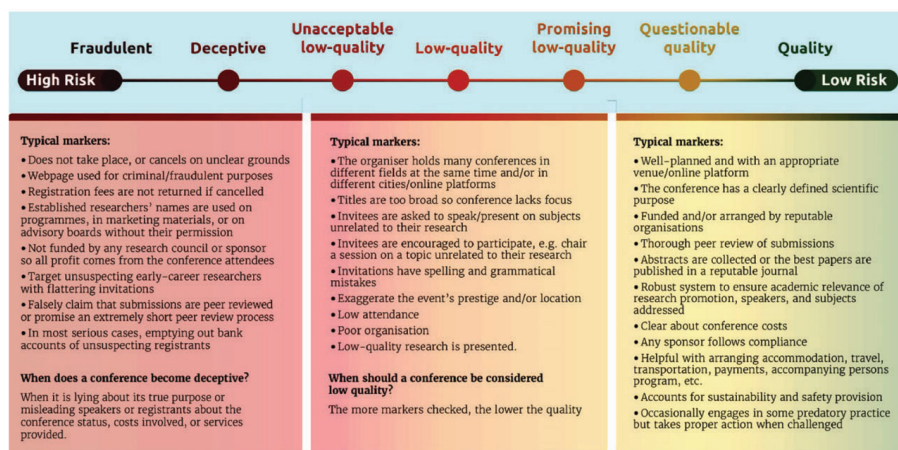 Fraudulent
Deceptive
Unacceptable
low-quality
Low-quality
Promising
low-quality
Questionable
quality
Quality
High Risk
Low Risk
Typical markers:
• Does not take place, or cancels on unclear grounds
• Webpage used for criminal/fraudulent purposes
• Registration fees are not returned if cancelled
• Established researchers' names are used on
programmes, in marketing materials, or on
advisory boards without their permission
• Not funded by any research council or sponsor
so all profit comes from the conference attendees
• Target unsuspecting early-career researchers
with flattering invitations
• Falsely claim that submissions are peer reviewed
or promise an extremely short peer review process
• In most serious cases, emptying out bank
accounts of unsuspecting registrants
When does a conference become deceptive?
When it is lying about its true purpose or
misleading speakers or registrants about the
conference status, costs involved, or services
provided.
Typical markers:
• The organiser holds many conferences in
different fields at the same time and/or in
different cities/online platforms
• Titles are too broad so conference lacks focus
• Invitees are asked to speak/present on subjects
unrelated to their research
• Invitees are encouraged to participate, e.g. chair
a session on a topic unrelated to their research
• Invitations have spelling and grammatical
mistakes
• Exaggerate the event's prestige and/or location
• Low attendance
• Poor organisation
• Low-quality research is presented.
When should a conference be considered
low quality?
The more markers checked, the lower the quality
Typical markers:
• Well-planned and with an appropriate
venue/online platform
• The conference has a clearly defined scientific
purpose
• Funded and/or arranged by reputable
organisations
• Thorough peer review of submissions
• Abstracts are collected or the best papers are
published in a reputable journal
• Robust system to ensure academic relevance of
research promotion, speakers, and subjects
addressed
• Clear about conference costs
• Any sponsor follows compliance
• Helpful with arranging accommodation, travel,
transportation, payments, accompanying persons
program, etc.
• Accounts for sustainability and safety provision
• Occasionally engages in some predatory practice
but takes proper action when challenged